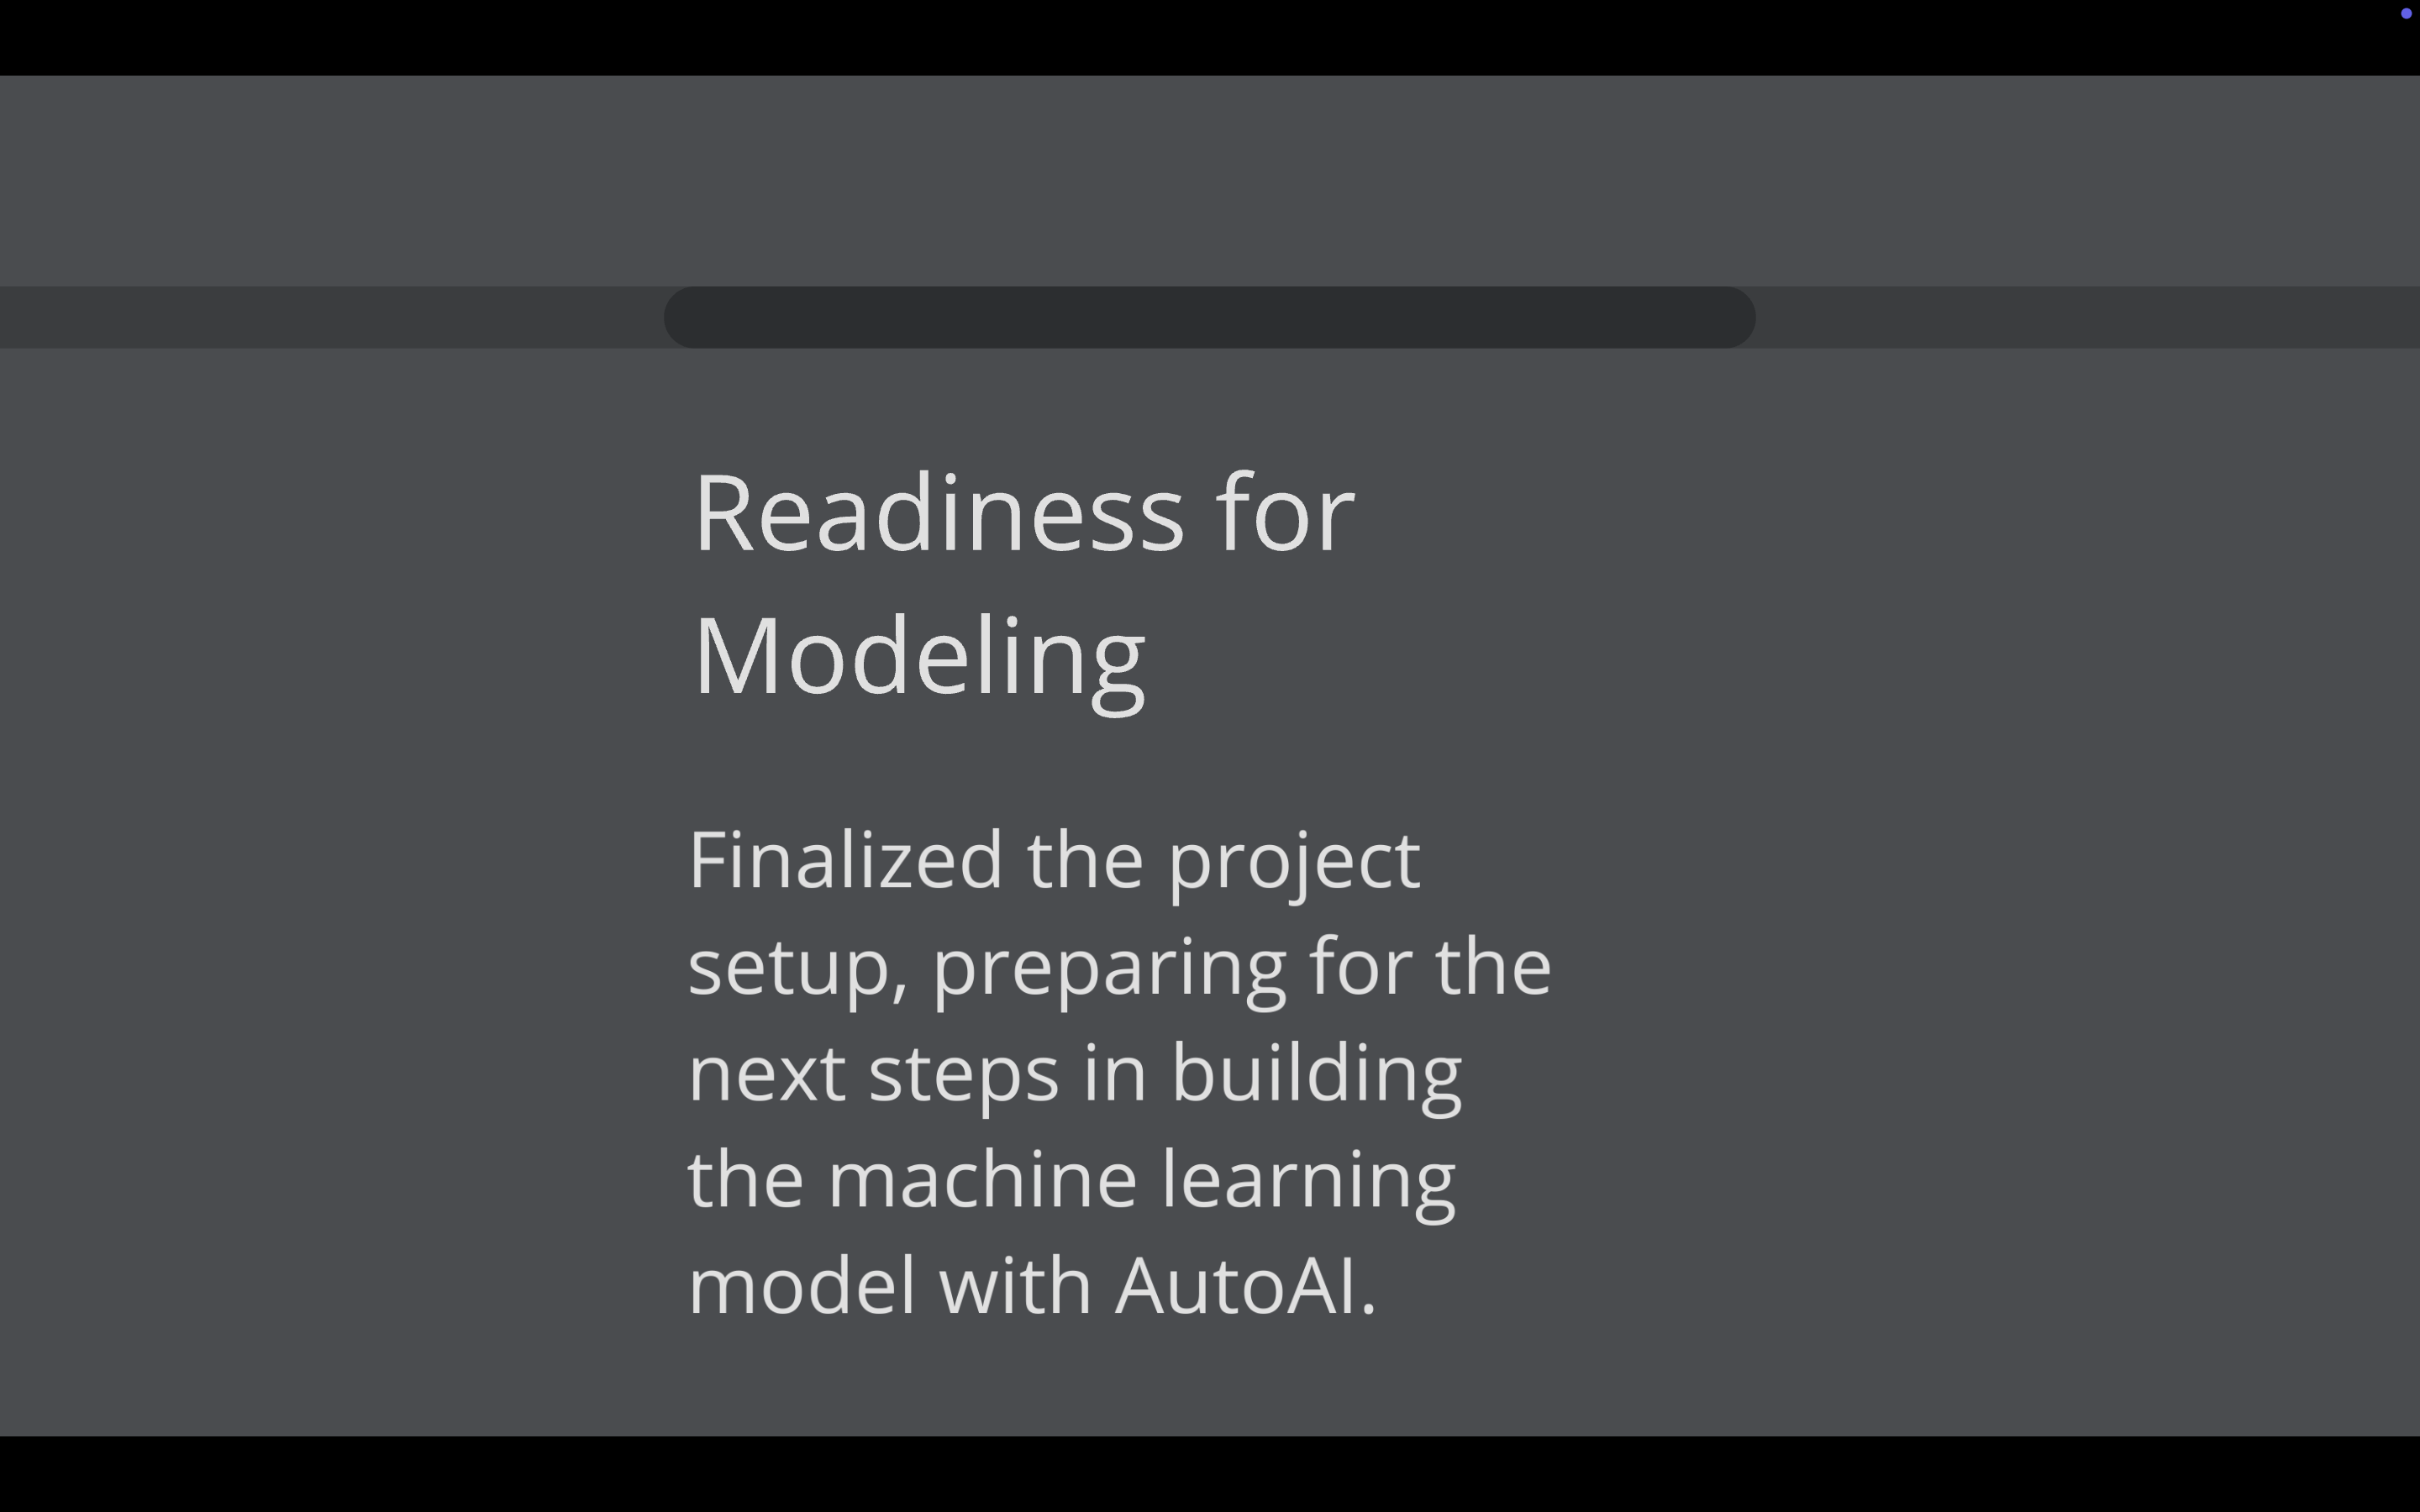 Readiness for
Modeling
Finalized the project
setup, preparing for the
next steps in building
the machine learning
model with AutoAI.